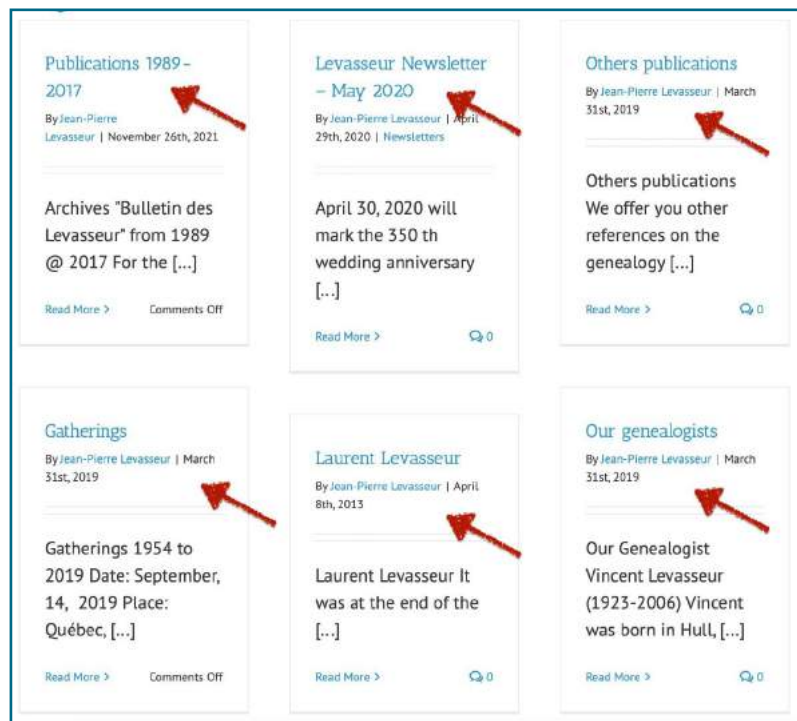 Publications 1989–
2017
By Jean-Pierre
Levasseur | November 26th, 2021
Archives "Bulletin des
Levasseur" from 1989
@ 2017 For the [...]
Read More >
Comments Off
Levasseur Newsletter
– May 2020
By Jean-Pierre Levasseur | April
29th, 2020 | Newsletters
April 30, 2020 will
mark the 350 th
wedding anniversary
[...]
Read More >
0
Others publications
By Jean-Pierre Levasseur | March
31st, 2019
Others publications
We offer you other
references on the
genealogy [...]
Read More >
0
Gatherings
By Jean-Pierre Levasseur | March
31st, 2019
Gatherings 1954 to
2019 Date: September,
14, 2019 Place:
Québec, [...]
Read More >
Comments Off
Laurent Levasseur
By Jean-Pierre Levasseur | April
8th, 2013
Laurent Levasseur It
was at the end of the
[...]
Read More >
0
Our genealogists
By Jean-Pierre Levasseur | March
31st, 2019
Our Genealogist
Vincent Levasseur
(1923-2006) Vincent
was born in Hull, [...]
Read More >
0